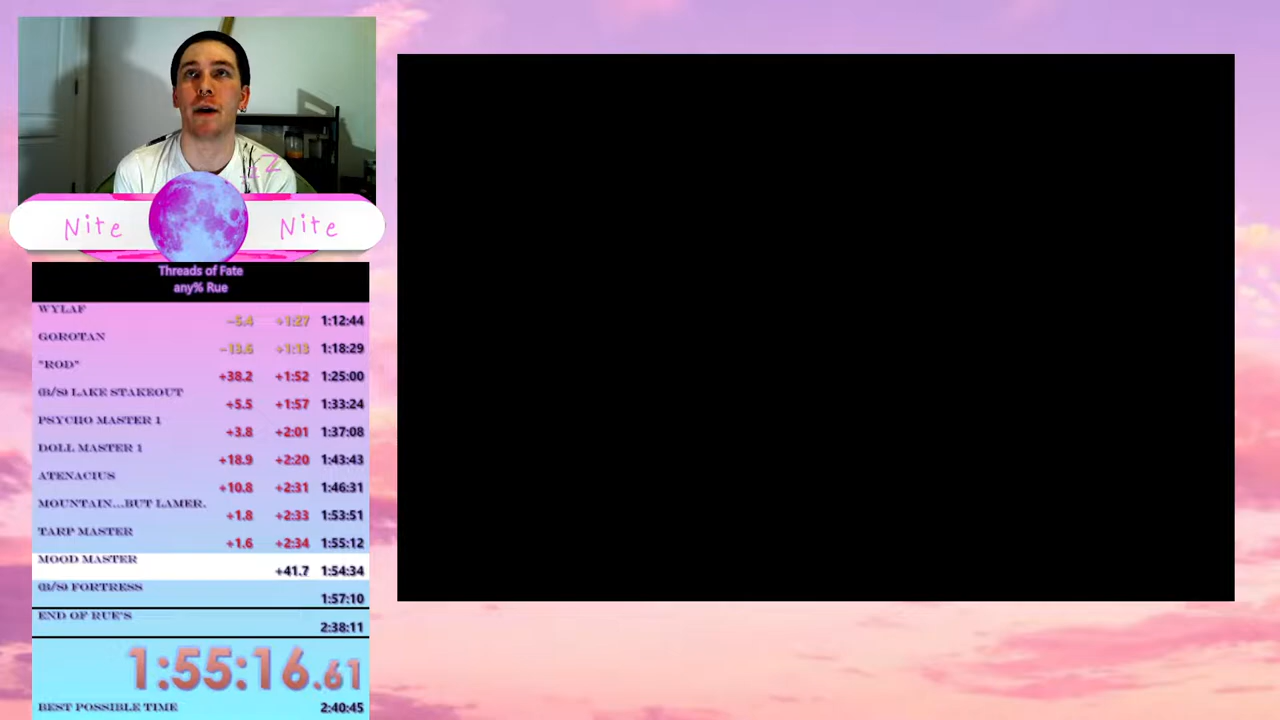 Z
Z
Nite Nite
Threads of Fate
any% Rue
WYLAF
-5.4 +1:27 1:12:44
GOROTAN
-13.6 +1:13 1:18:29
"ROD"
+38.2 +1:52 1:25:00
(B/S) LAKE STAKEOUT
+5.5 +1:57 1:33:24
PSYCHO MASTER 1
+3.8 +2:01 1:37:08
DOLL MASTER 1
+18.9 +2:20 1:43:43
ATENACIUS
+10.8 +2:31 1:46:31
MOUNTAIN...BUT LAMER.
+1.8 +2:33 1:53:51
TARP MASTER
+1.6 +2:34 1:55:12
MOOD MASTER
+41.7 1:54:34
(B/S) FORTRESS
1:57:10
END OF RUE'S
2:38:11
1:55:16.61
BEST POSSIBLE TIME 2:40:45